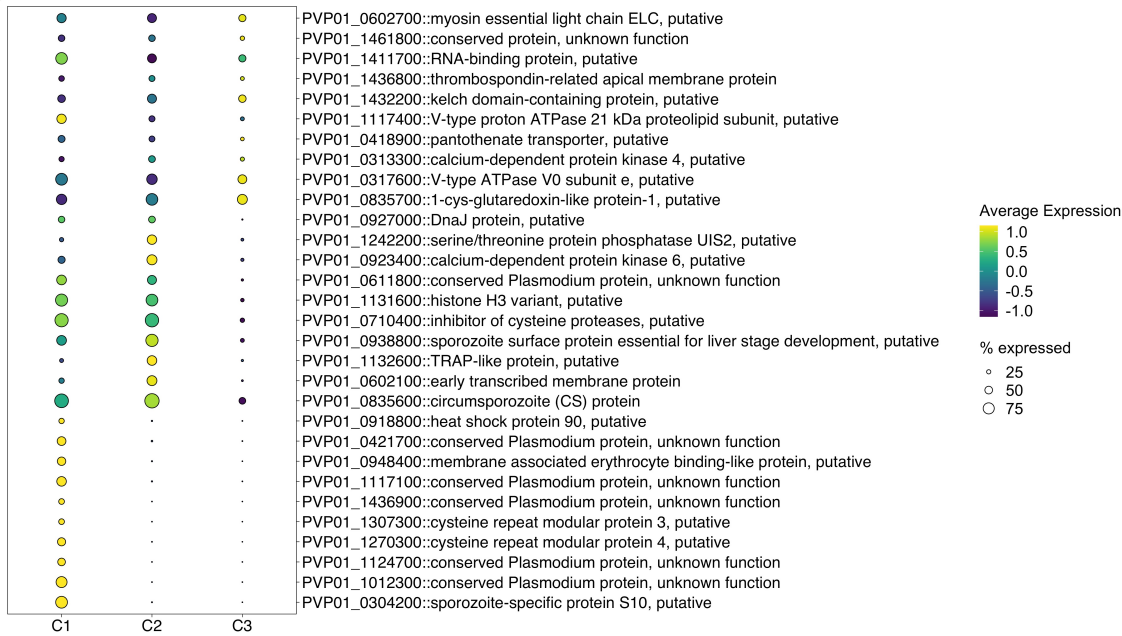 PVP01_0602700::myosin essential light chain ELC, putative
PVP01_1461800::conserved protein, unknown function
PVP01_1411700::RNA-binding protein, putative
PVP01_1436800::thrombospondin-related apical membrane protein
PVP01_1432200::kelch domain-containing protein, putative
PVP01_1117400::V-type proton ATPase 21 kDa proteolipid subunit, putative
PVP01_0418900::pantothenate transporter, putative
PVP01_0313300::calcium-dependent protein kinase 4, putative
PVP01_0317600::V-type ATPase V0 subunit e, putative
PVP01_0835700::1-cys-glutaredoxin-like protein-1, putative
PVP01_0927000::DnaJ protein, putative
PVP01_1242200::serine/threonine protein phosphatase UIS2, putative
PVP01_0923400::calcium-dependent protein kinase 6, putative
PVP01_0611800::conserved Plasmodium protein, unknown function
PVP01_1131600::histone H3 variant, putative
PVP01_0710400::inhibitor of cysteine proteases, putative
PVP01_0938800::sporozoite surface protein essential for liver stage development, putative
PVP01_1132600::TRAP-like protein, putative
PVP01_0602100::early transcribed membrane protein
PVP01_0835600::circumsporozoite (CS) protein
PVP01_0918800::heat shock protein 90, putative
PVP01_0421700::conserved Plasmodium protein, unknown function
PVP01_0948400::membrane associated erythrocyte binding-like protein, putative
PVP01_1117100::conserved Plasmodium protein, unknown function
PVP01_1436900::conserved Plasmodium protein, unknown function
PVP01_1307300::cysteine repeat modular protein 3, putative
PVP01_1270300::cysteine repeat modular protein 4, putative
PVP01_1124700::conserved Plasmodium protein, unknown function
PVP01_1012300::conserved Plasmodium protein, unknown function
PVP01_0304200::sporozoite-specific protein S10, putative
C1 C2 C3
Average Expression
1.0
0.5
0.0
-0.5
-1.0
% expressed
25
50
75